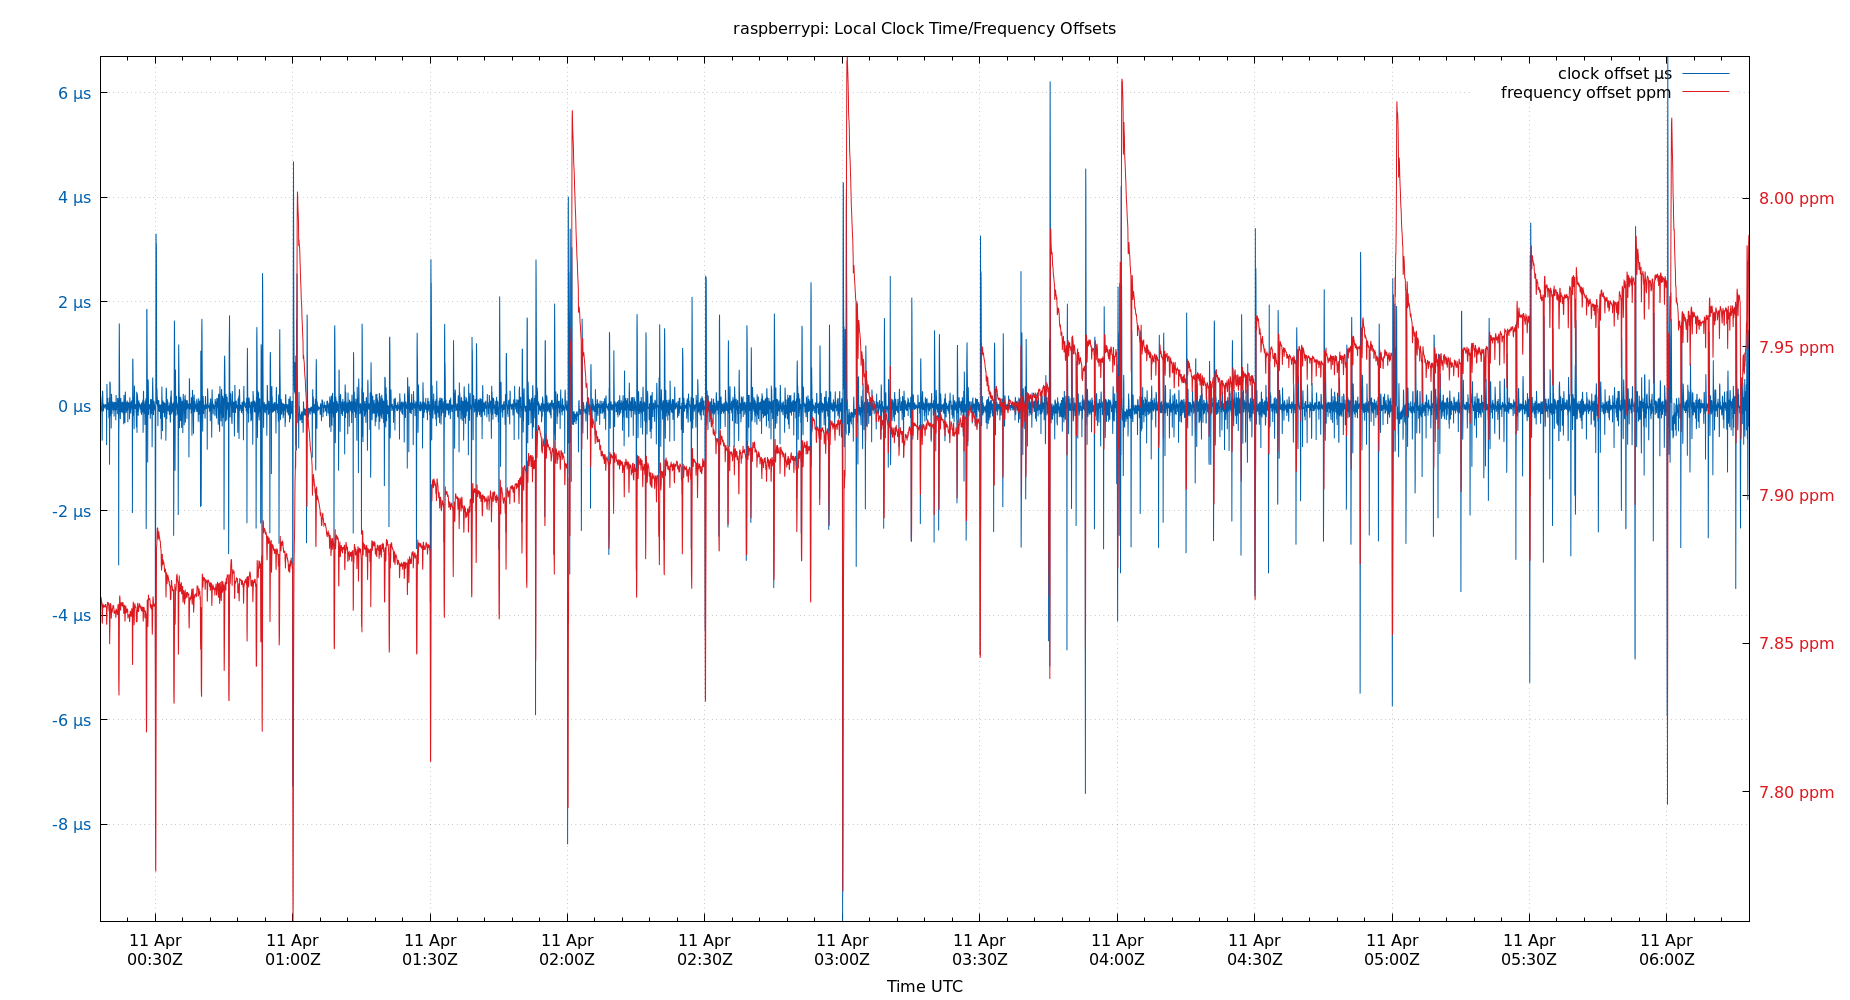 raspberrypi: Local Clock Time/Frequency Offsets
clock offset µs
frequency offset ppm
6 µs
4 µs
2 µs
0 µs
-2 µs
-4 µs
-6 µs
-8 µs
8.00 ppm
7.95 ppm
7.90 ppm
7.85 ppm
7.80 ppm
11 Apr 11 Apr 11 Apr 11 Apr 11 Apr 11 Apr 11 Apr 11 Apr 11 Apr 11 Apr 11 Apr 11 Apr
00:30Z 01:00Z 01:30Z 02:00Z 02:30Z 03:00Z 03:30Z 04:00Z 04:30Z 05:00Z 05:30Z 06:00Z
Time UTC